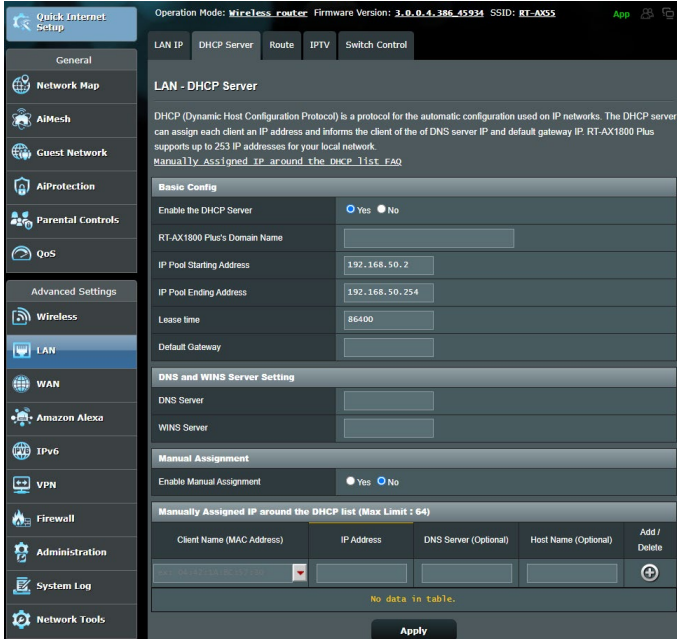 Quick Internet
Setup
Operation Mode: Wireless router Firmware Version: 3.0.0.4.386_45934 SSID: RT-AX55
App
LAN IP DHCP Server Route IPTV Switch Control
General
Network Map
AiMesh
Guest Network
AiProtection
Parental Controls
QoS
Advanced Settings
Wireless
LAN
WAN
Amazon Alexa
IPv6
VPN
Firewall
Administration
System Log
Network Tools
LAN - DHCP Server
DHCP (Dynamic Host Configuration Protocol) is a protocol for the automatic configuration used on IP networks. The DHCP server
can assign each client an IP address and informs the client of the of DNS server IP and default gateway IP. RT-AX1800 Plus
supports up to 253 IP addresses for your local network.
Manually Assigned IP around the DHCP list FAQ
Basic Config
Enable the DHCP Server Yes No
RT-AX1800 Plus's Domain Name
IP Pool Starting Address 192.168.50.2
IP Pool Ending Address 192.168.50.254
Lease time 86400
Default Gateway
DNS and WINS Server Setting
DNS Server
WINS Server
Manual Assignment
Enable Manual Assignment Yes No
Manually Assigned IP around the DHCP list (Max Limit : 64)
Client Name (MAC Address) IP Address DNS Server (Optional) Host Name (Optional) Add /
Delete
No data in table.
Apply